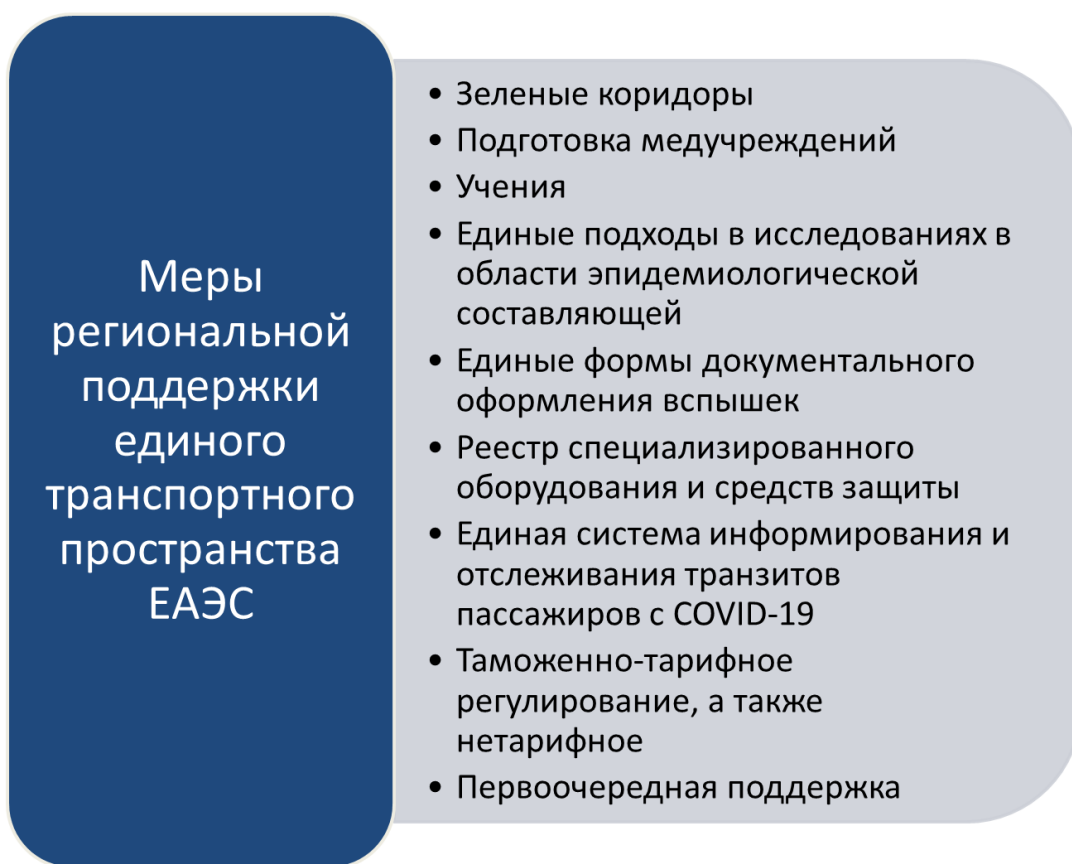 Меры
региональной
поддержки
единого
транспортного
пространства
ЕАЭС
• Зеленые коридоры
• Подготовка медучреждений
• Учения
• Единые подходы в исследованиях в
области эпидемиологической
составляющей
• Единые формы документального
оформления вспышек
• Реестр специализированного
оборудования и средств защиты
• Единая система информирования и
отслеживания транзитов
пассажиров с COVID-19
• Таможенно-тарифное
регулирование, а также
нетарифное
• Первоочередная поддержка